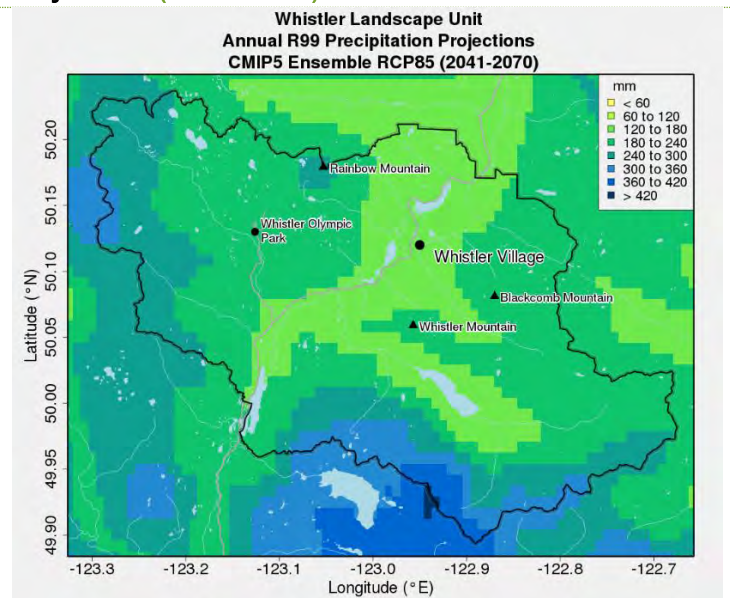 Whistler Landscape Unit
Annual R99 Precipitation Projections
CMIP5 Ensemble RCP85 (2041-2070)
mm
< 60
60 to 120
120 to 180
180 to 240
240 to 300
300 to 360
360 to 420
> 420
50.20
50.15
50.10
50.05
50.00
49.95
49.90
Latitude (°N)
Rainbow Mountain
Whistler Olympic
Park
Whistler Village
Blackcomb Mountain
Whistler Mountain
-123.3
-123.2
-123.1
-123.0
-122.9
-122.8
-122.7
Longitude (°E)